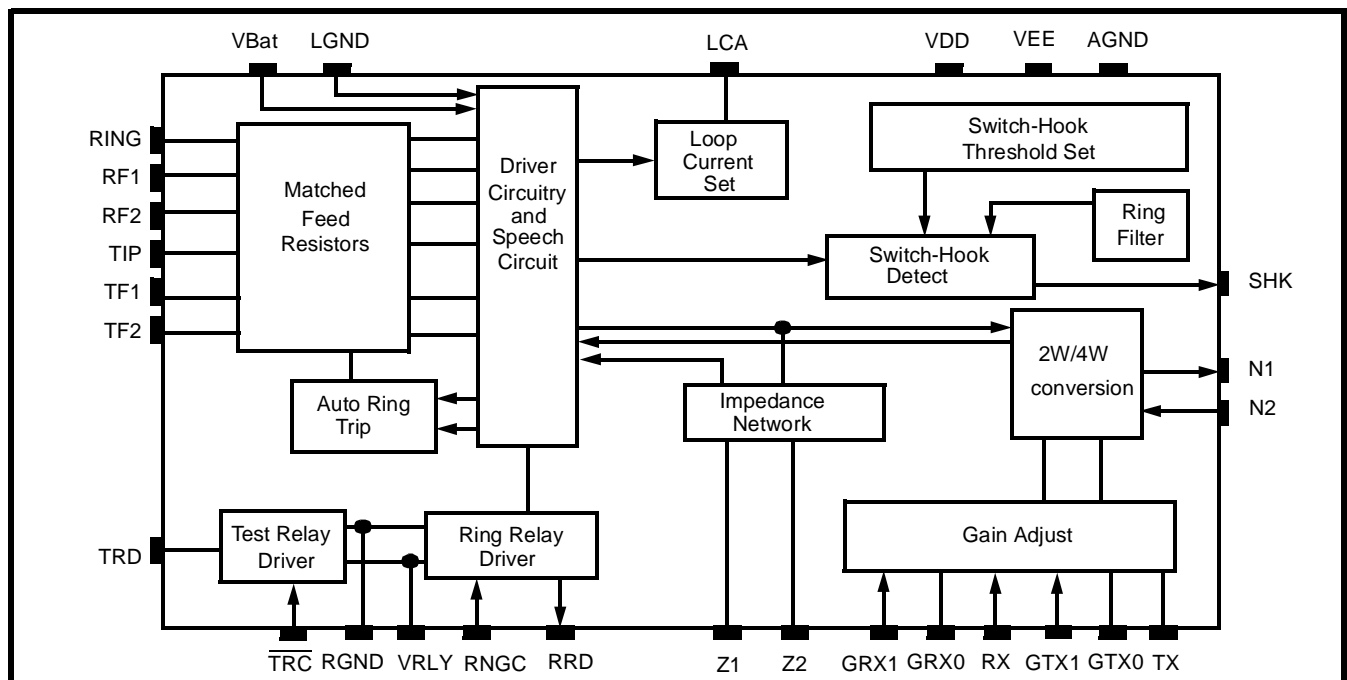 VBat LGND LCA VDD VEE AGND
RING
RF1
RF2
TIP
TF1
TF2
TRD
Matched
Feed
Resistors
Driver
Circuitry
and
Speech
Circuit
Loop
Current
Set
Switch-Hook
Threshold Set
Ring
Filter
Switch-Hook
Detect
SHK
2W/4W
conversion
N1
N2
Auto Ring
Trip
Impedance
Network
Test Relay
Driver
Ring Relay
Driver
Gain Adjust
TRC RGND VRLY RNGC RRD Z1 Z2 GRX1 GRX0 RX GTX1 GTX0 TX